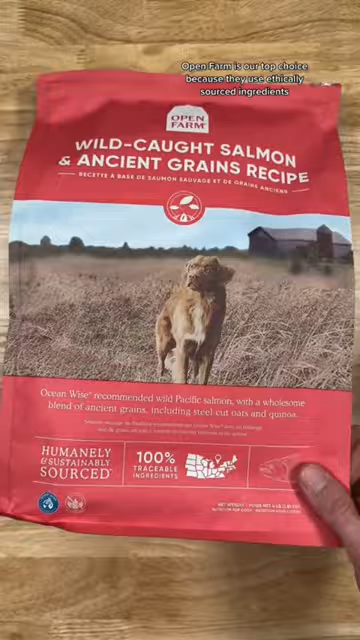 Open Farm is our top choice
because they use ethically
sourced ingredients
OPEN
FARM
WILD-CAUGHT SALMON
& ANCIENT GRAINS RECIPE
RECETTE À BASE DE SAUMON SAUVAGE ET DE GRAINS ANCIENS
Ocean Wise® recommended wild Pacific salmon, with a wholesome
blend of ancient grains, including steel cut oats and quinoa.
HUMANELY
& SUSTAINABLY
SOURCED
100%
TRACEABLE
INGREDIENTS